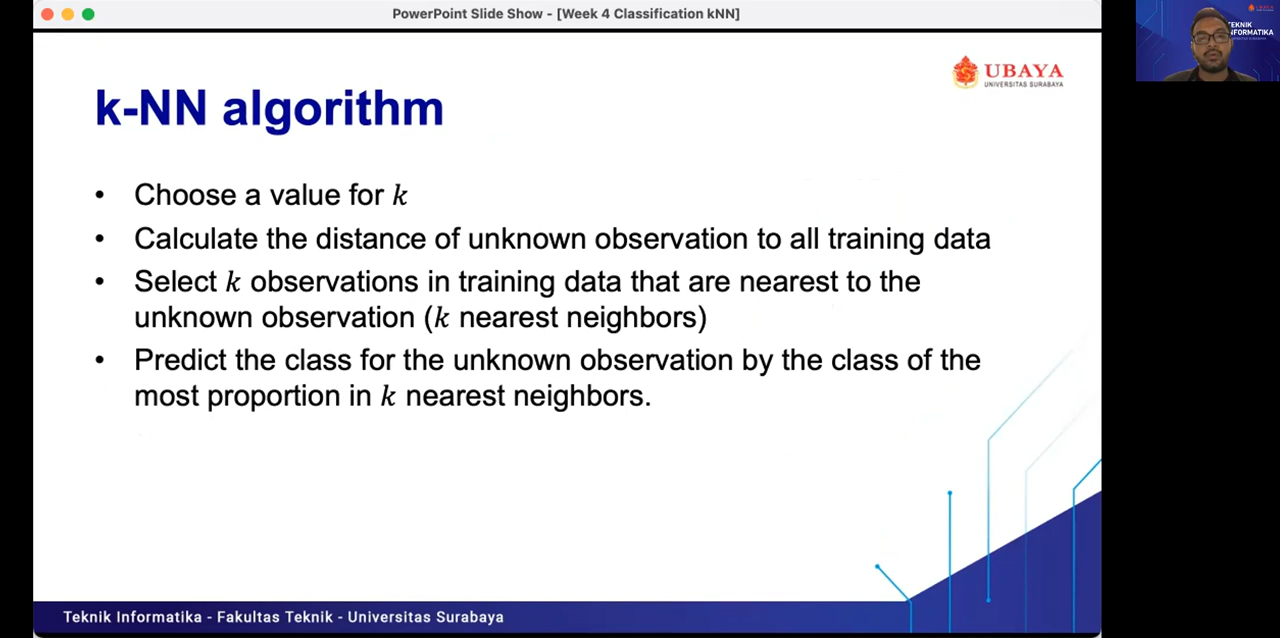 PowerPoint Slide Show - [Week 4 Classification kNN]
UBAYA
UNIVERSITAS SURABAYA
TEKNIK
INFORMATIKA
k-NN algorithm
• Choose a value for k
• Calculate the distance of unknown observation to all training data
• Select k observations in training data that are nearest to the
unknown observation (k nearest neighbors)
• Predict the class for the unknown observation by the class of the
most proportion in k nearest neighbors.
Teknik Informatika - Fakultas Teknik - Universitas Surabaya